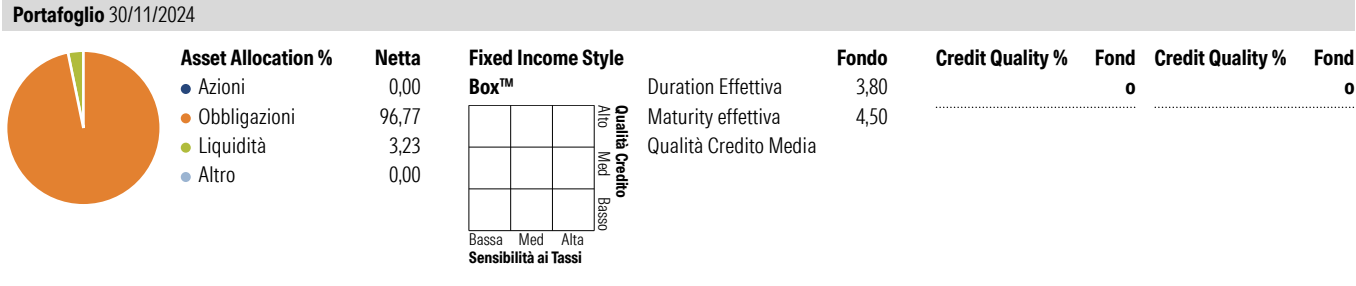 Portafoglio 30/11/2024
Asset Allocation % Netta
Azioni 0,00
Obbligazioni 96,77
Liquidità 3,23
Altro 0,00
Fixed Income Style
Box™
Alto Med Basso
Qualità Credito
Bassa Med Alta
Sensibilità ai Tassi
Fondo
Duration Effettiva 3,80
Maturity effettiva 4,50
Qualità Credito Media
Credit Quality % Fond
o
Credit Quality % Fond
o